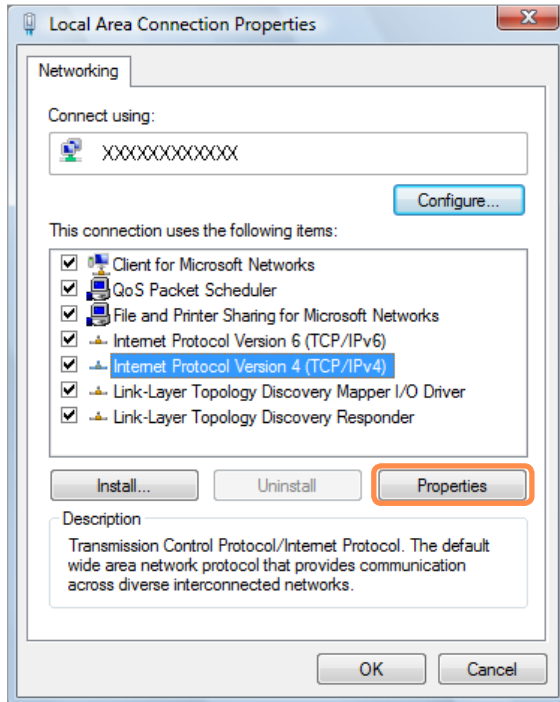 Local Area Connection Properties
Networking
Connect using:
XXXXXXXXXXXX
Configure...
This connection uses the following items:
Client for Microsoft Networks
QoS Packet Scheduler
File and Printer Sharing for Microsoft Networks
Internet Protocol Version 6 (TCP/IPv6)
Internet Protocol Version 4 (TCP/IPv4)
Link-Layer Topology Discovery Mapper I/O Driver
Link-Layer Topology Discovery Responder
Install... Uninstall Properties
Description
Transmission Control Protocol/Internet Protocol. The default
wide area network protocol that provides communication
across diverse interconnected networks.
OK Cancel